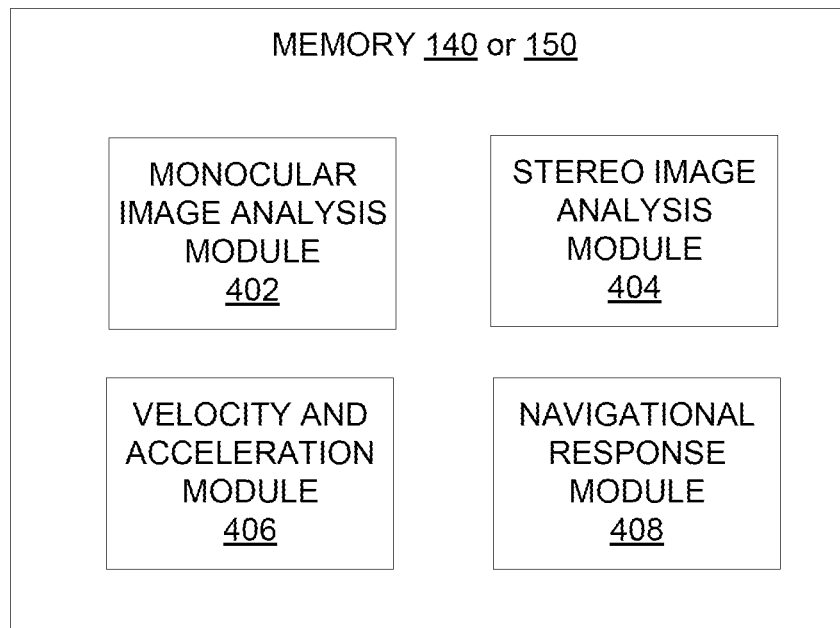 MEMORY 140 or 150
MONOCULAR
IMAGE ANALYSIS
MODULE
402
STEREO IMAGE
ANALYSIS
MODULE
404
VELOCITY AND
ACCELERATION
MODULE
406
NAVIGATIONAL
RESPONSE
MODULE
408